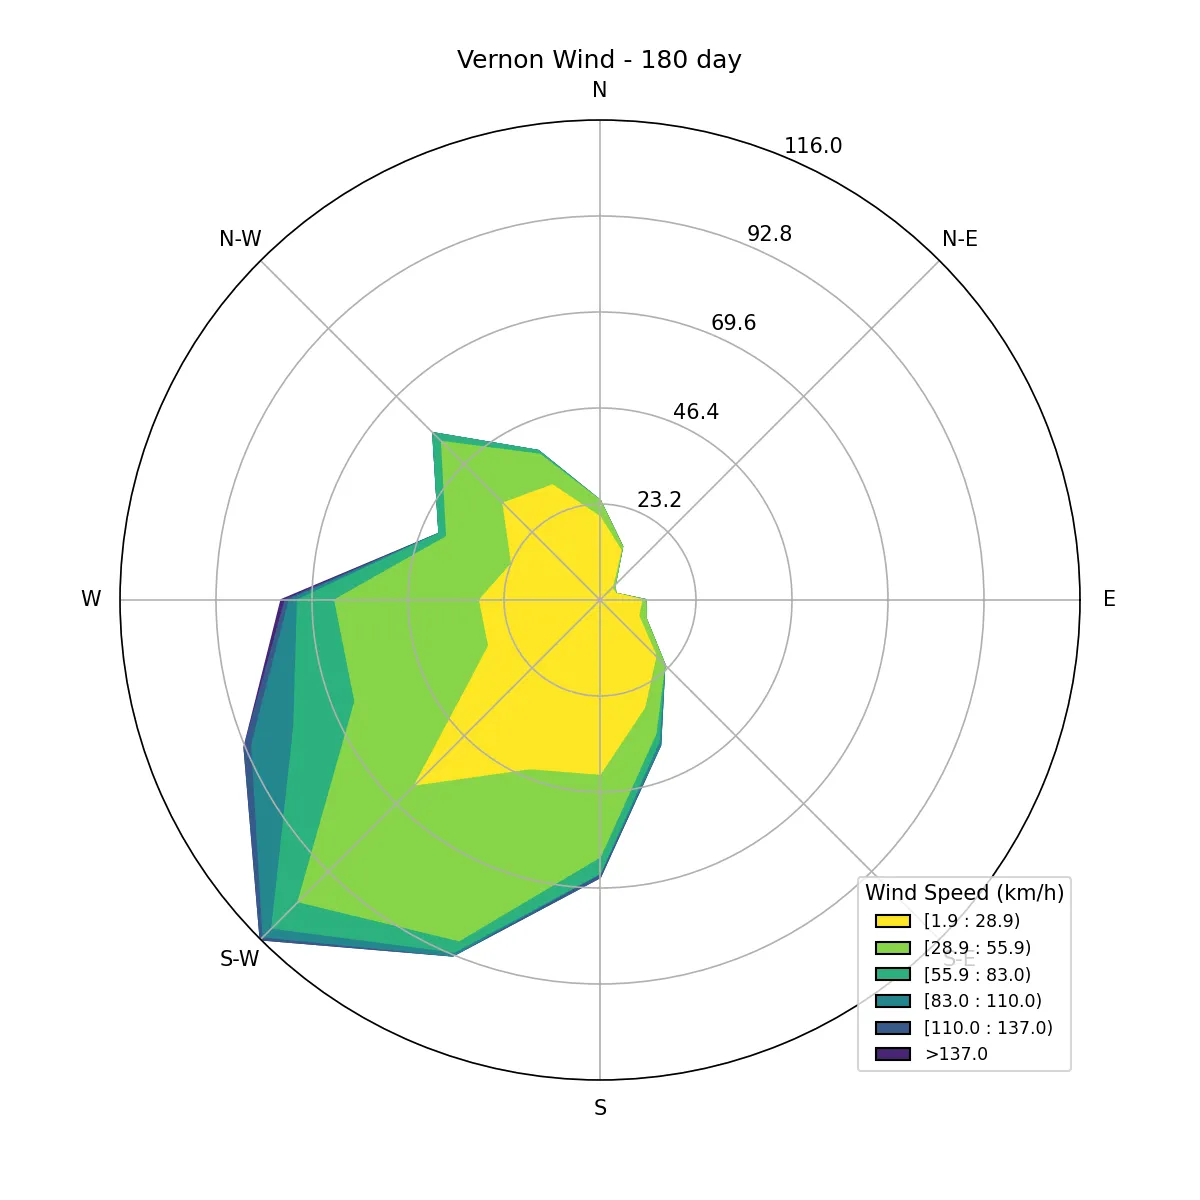 Vernon Wind - 180 day
N
116.0
92.8
N-W
N-E
69.6
46.4
23.2
W
E
Wind Speed (km/h)
[1.9 : 28.9)
[28.9 : 55.9)
S-W
S-E
[55.9 : 83.0)
[83.0 : 110.0)
[110.0 : 137.0)
>137.0
S